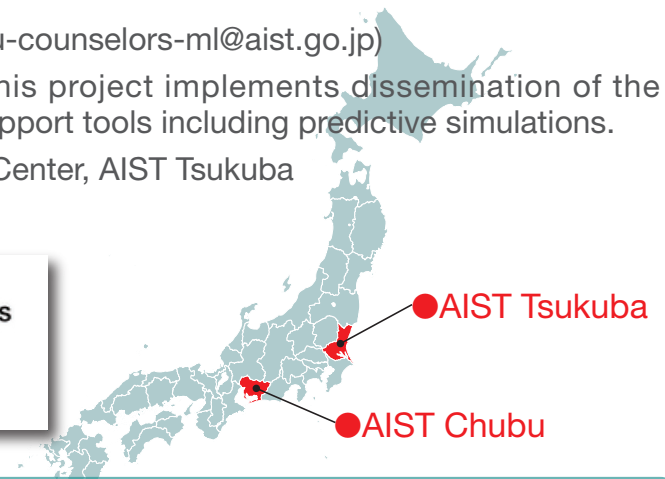 u-counselors-ml@aist.go.jp)
his project implements dissemination of the
pport tools including predictive simulations.
Center, AIST Tsukuba
s
AIST Tsukuba
AIST Chubu